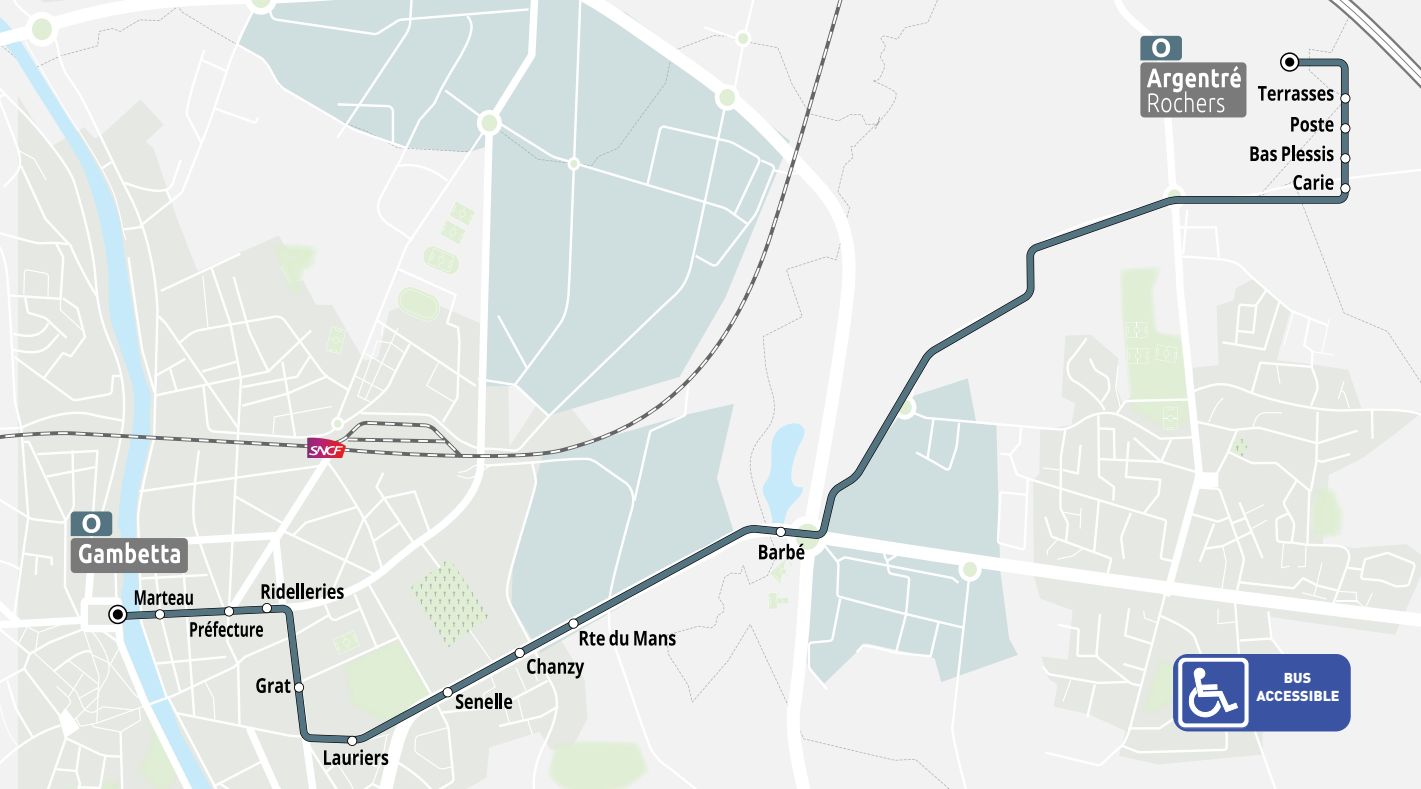 O
Argentré
Rochers
Terrasses
Poste
Bas Plessis
Carie
SNCF
O
Gambetta
Marteau
Préfecture
Ridelleries
Grat
Lauriers
Senelle
Chanzy
Rte du Mans
Barbé
BUS
ACCESSIBLE